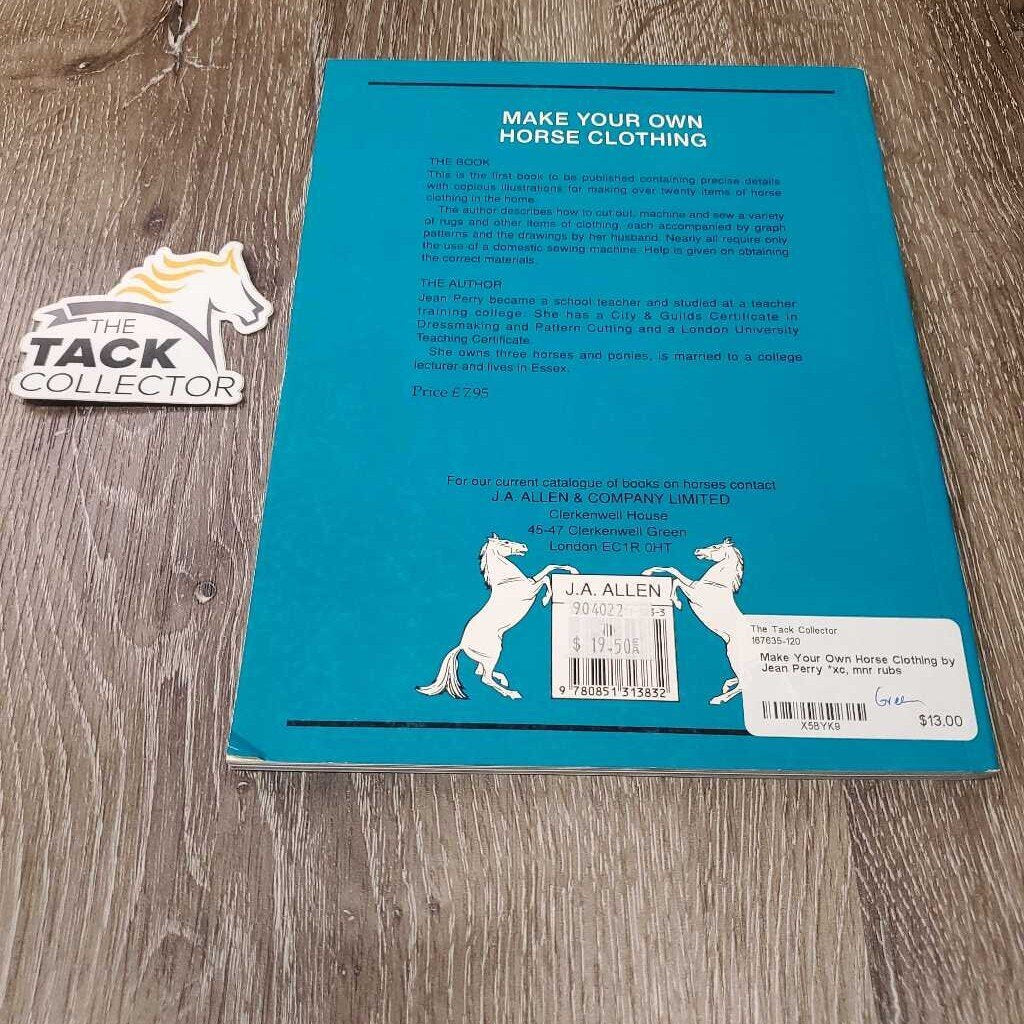 THE
TACK
COLLECTOR
MAKE YOUR OWN
HORSE CLOTHING
THE BOOK
This is the first book to be published containing precise details
with copious illustrations for making over twenty items of horse
clothing in the home.
The author describes how to cut out, machine and sew a variety
of rugs and other items of clothing, each accompanied by graph
patterns and the drawings by her husband. Nearly all require only
the use of a domestic sewing machine. Help is given on obtaining
the correct materials.
THE AUTHOR
Jean Perry became a school teacher and studied at a teacher
training college. She has a City & Guilds Certificate in
Dressmaking and Pattern Cutting and a London University
Teaching Certificate.
She owns three horses and ponies, is married to a college
lecturer and lives in Essex.
Price £7.95
For our current catalogue of books on horses contact
J.A. ALLEN & COMPANY LIMITED
Clerkenwell House
45-47 Clerkenwell Green
London EC1R 0HT
J.A. ALLEN
904022
3-3
$ 19.50
9 780851 313832
The Tack Collector
167635-120
Make Your Own Horse Clothing by
Jean Perry *xc, mnr rubs
Green
X5BYK9
$13.00